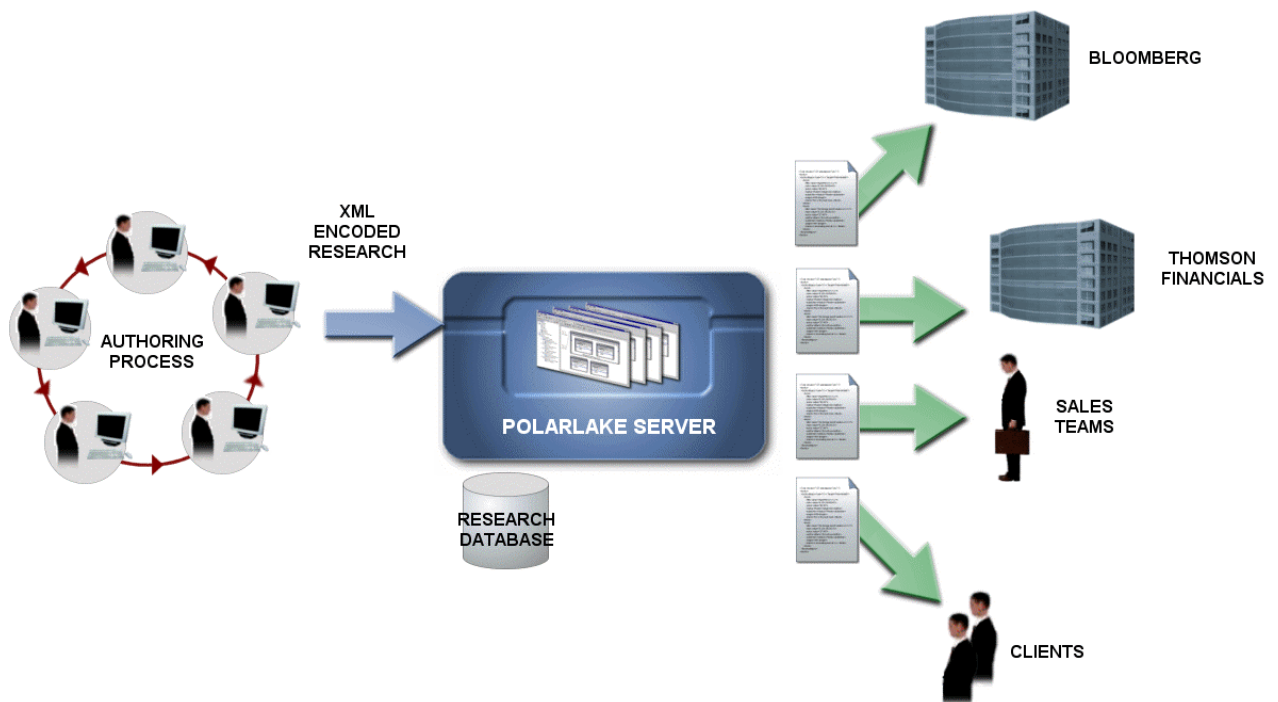 BLOOMBERG
XML
ENCODED
RESEARCH
THOMSON
FINANCIALS
AUTHORING
PROCESS
POLARLAKE SERVER
SALES
TEAMS
RESEARCH
DATABASE
CLIENTS